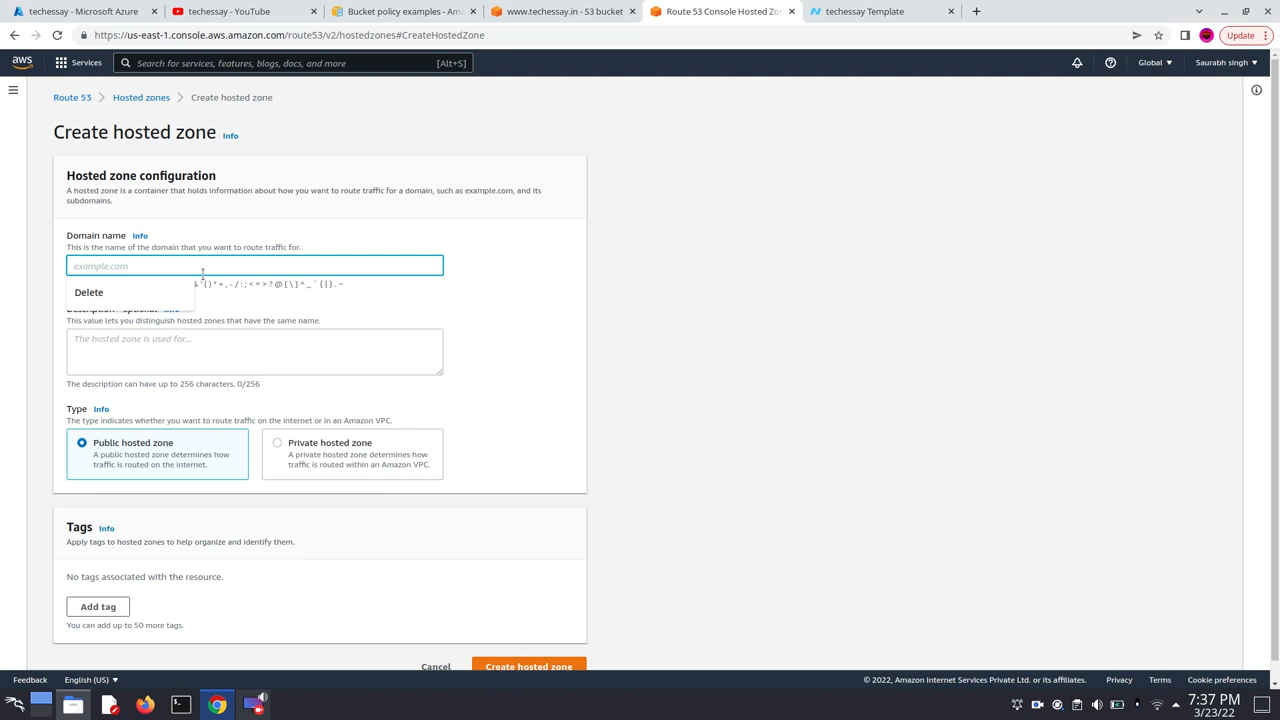 techessay - Microsoft Azure
techessay - YouTube
Bucket policy examples - Ama
www.techessay.in - S3 bucket
Route 53 Console Hosted Zon
techessay Template
https://us-east-1.console.aws.amazon.com/route53/v2/hostedzones#CreateHostedZone
Update
aws
Services
Search for services, features, blogs, docs, and more
[Alt+S]
Global
Saurabh singh
Route 53
Hosted zones
Create hosted zone
Create hosted zone Info
Hosted zone configuration
A hosted zone is a container that holds information about how you want to route traffic for a domain, such as example.com, and its
subdomains.
Domain name Info
This is the name of the domain that you want to route traffic for.
example.com
Delete
This value lets you distinguish hosted zones that have the same name.
The hosted zone is used for...
The description can have up to 256 characters. 0/256
Type Info
The type indicates whether you want to route traffic on the internet or in an Amazon VPC.
Public hosted zone
A public hosted zone determines how
traffic is routed on the internet.
Private hosted zone
A private hosted zone determines how
traffic is routed within an Amazon VPC.
Tags Info
Apply tags to hosted zones to help organize and identify them.
No tags associated with the resource.
Add tag
You can add up to 50 more tags.
Cancel
Create hosted zone
Feedback
English (US)
© 2022, Amazon Internet Services Private Ltd. or its affiliates.
Privacy
Terms
Cookie preferences
7:37 PM
3/23/22